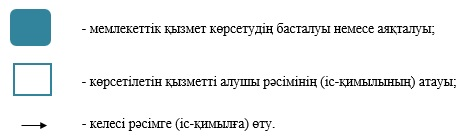 - мемлекеттік қызмет көрсетудің басталуы немесе аяқталуы;
- көрсетілетін қызметті алушы рәсімінің (іс-қимылының) атауы;
- келесі рәсімге (іс-қимылға) өту.